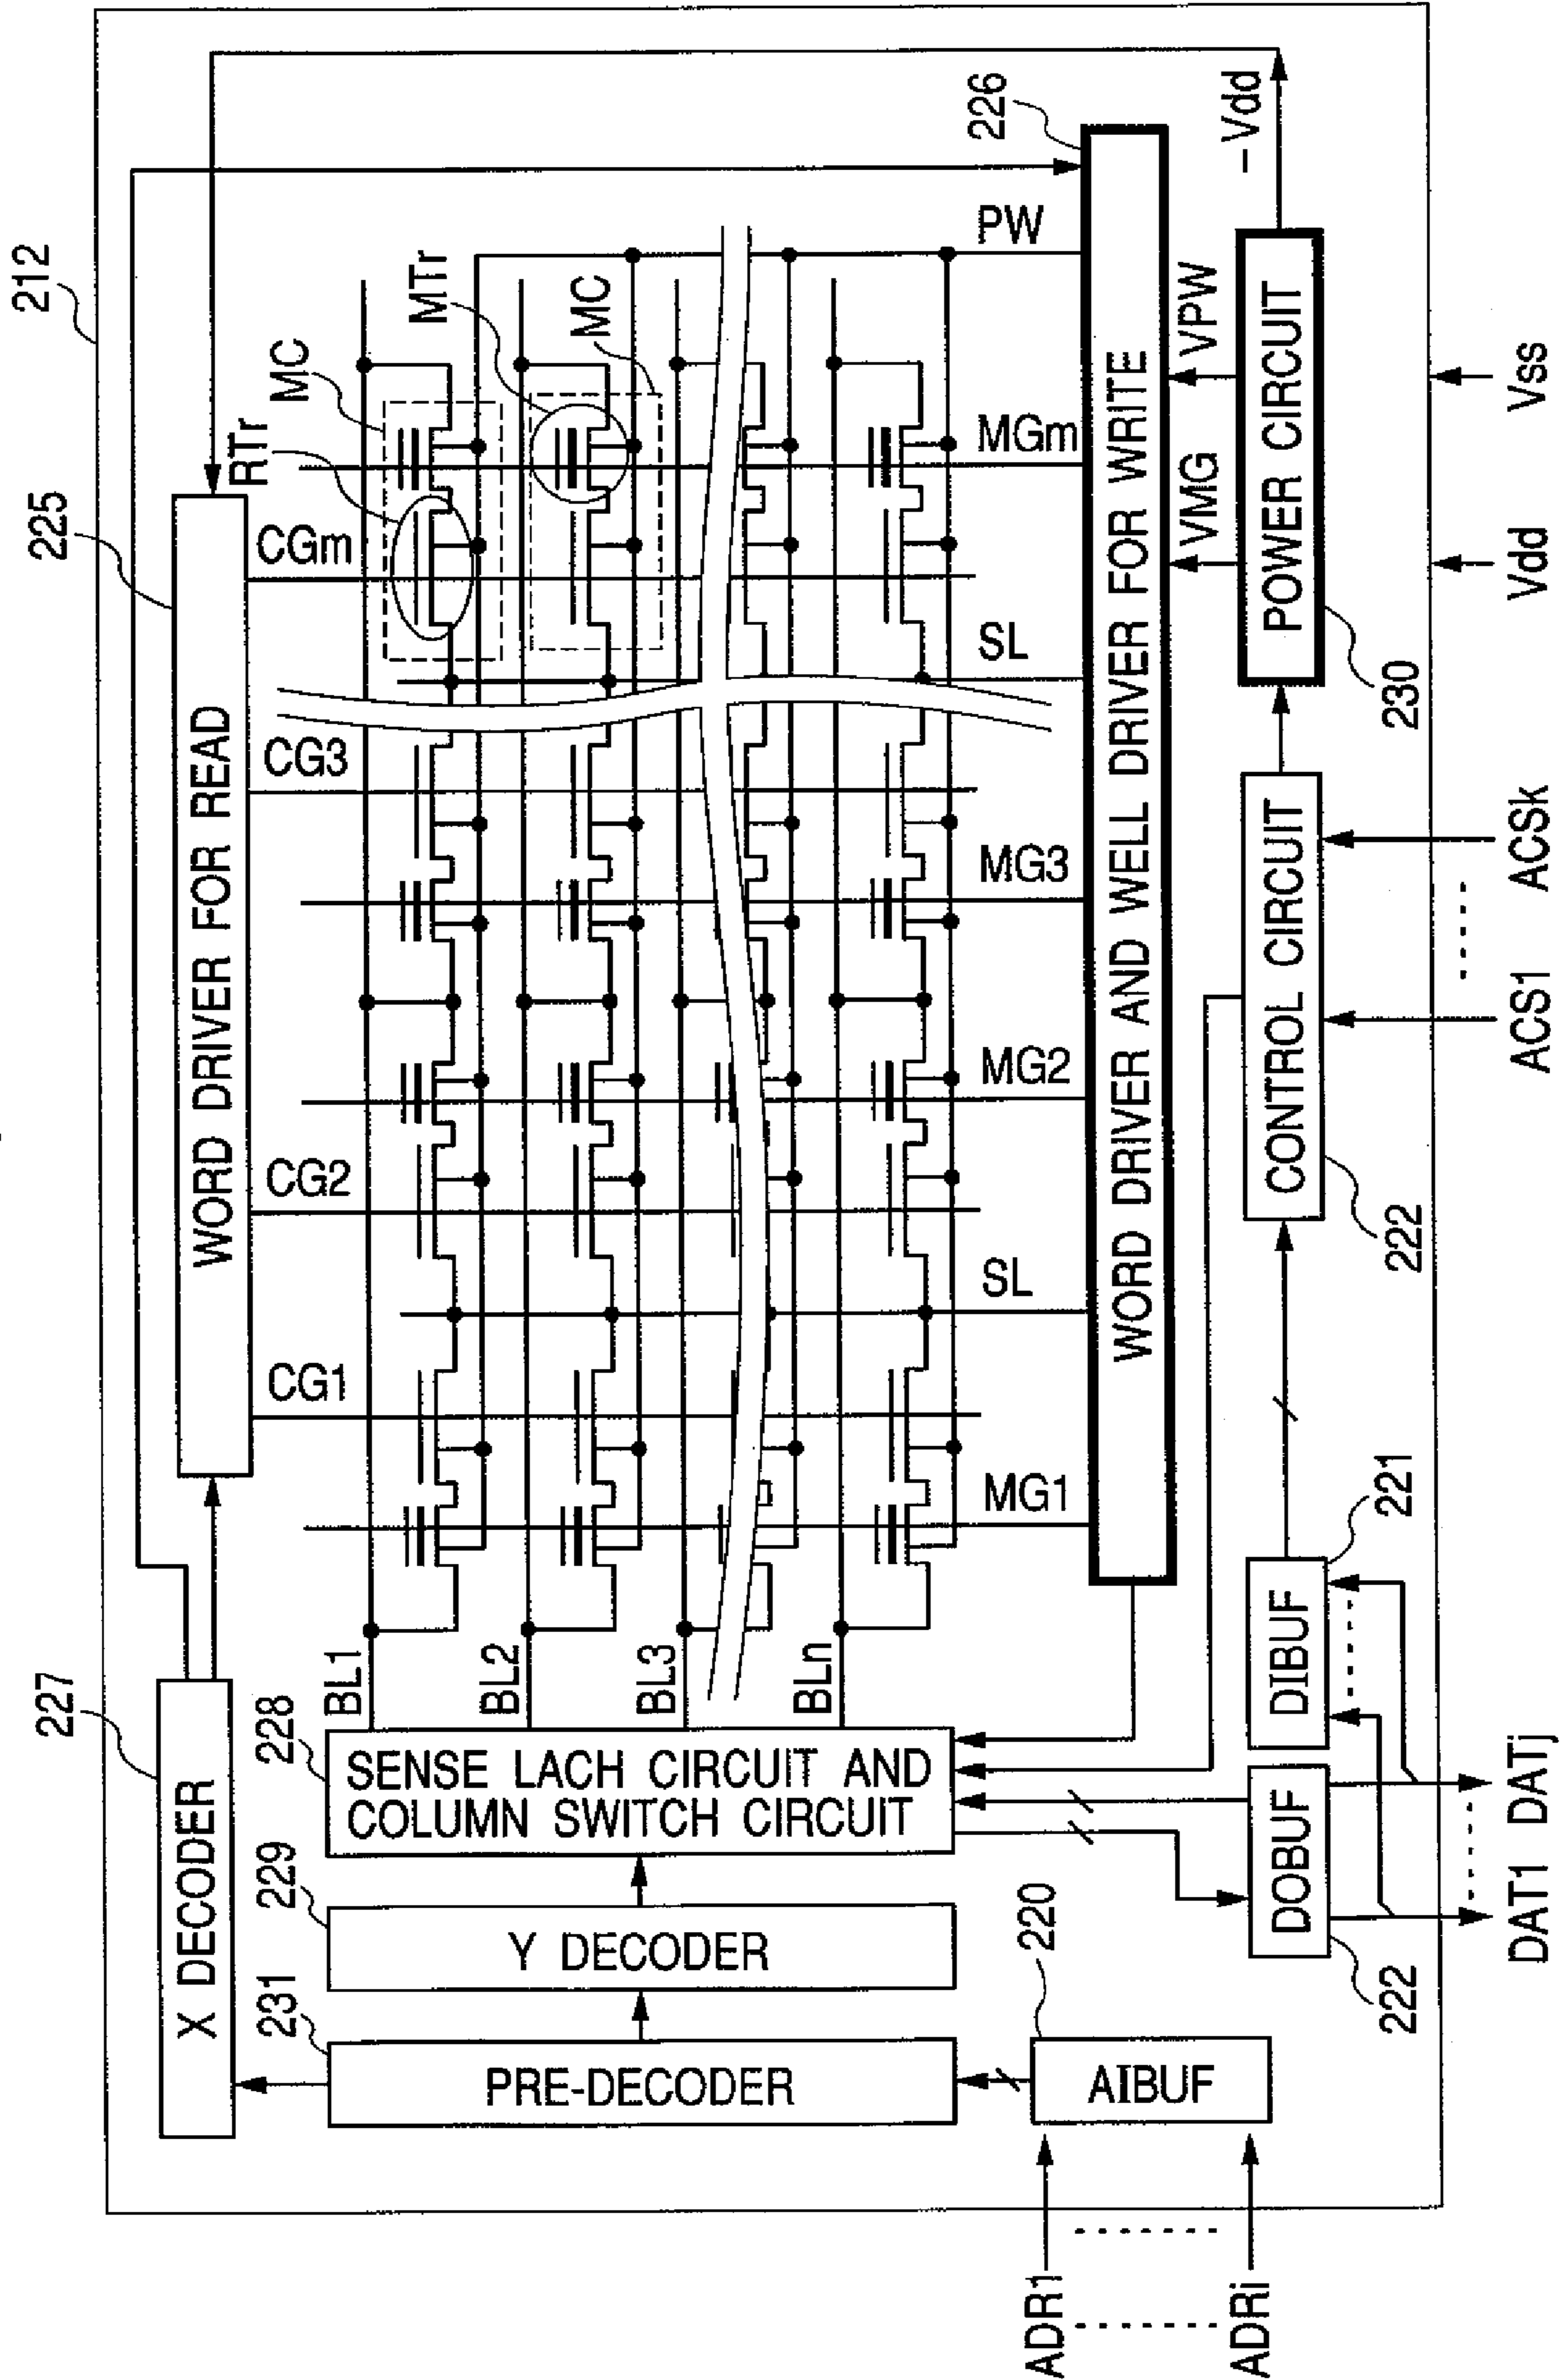 212
225
WORD DRIVER FOR READ
227
X DECODER
RTr
MC
MTr
MC
CG1
CG2
CG3
CGm
BL1
BL2
BL3
BLn
228
SENSE LACH CIRCUIT AND
COLUMN SWITCH CIRCUIT
229
Y DECODER
231
PRE-DECODER
220
AIBUF
ADR1
ADRi
MG1
SL
MG2
MG3
SL
MGm
PW
226
WORD DRIVER AND WELL DRIVER FOR WRITE
VMG
VPW
-Vdd
POWER CIRCUIT
230
CONTROL CIRCUIT
222
DIBUF
221
DOBUF
222
DAT1
DATj
ACS1
ACSk
Vdd
Vss